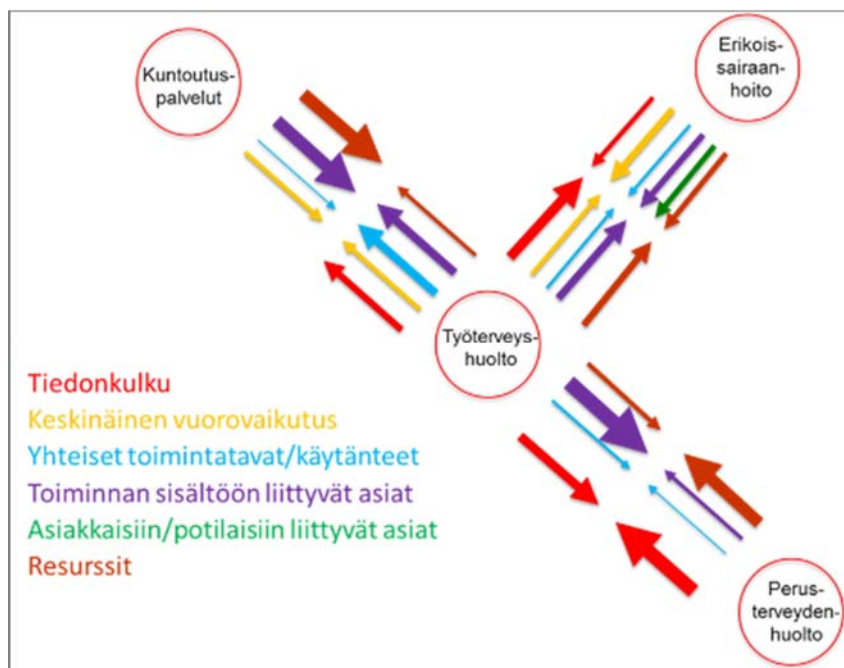 Kuntoutus-
palvelut
Erikois-
sairaan-
hoito
Työterveys-
huolto
Tiedonkulku
Keskinäinen vuorovaikutus
Yhteiset toimintatavat/käytänteet
Toiminnan sisältöön liittyvät asiat
Asiakkaisiin/potilaisiin liittyvät asiat
Resurssit
Perus-
terveyden-
huolto